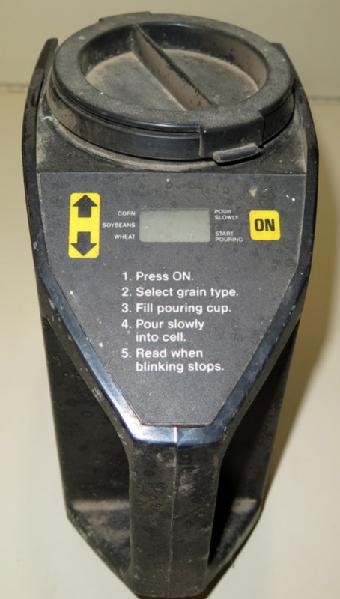 CORN
SOYBEANS
WHEAT
POUR
SLOWLY
START
POURING
ON
1. Press ON.
2. Select grain type.
3. Fill pouring cup.
4. Pour slowly
into cell.
5. Read when
blinking stops.